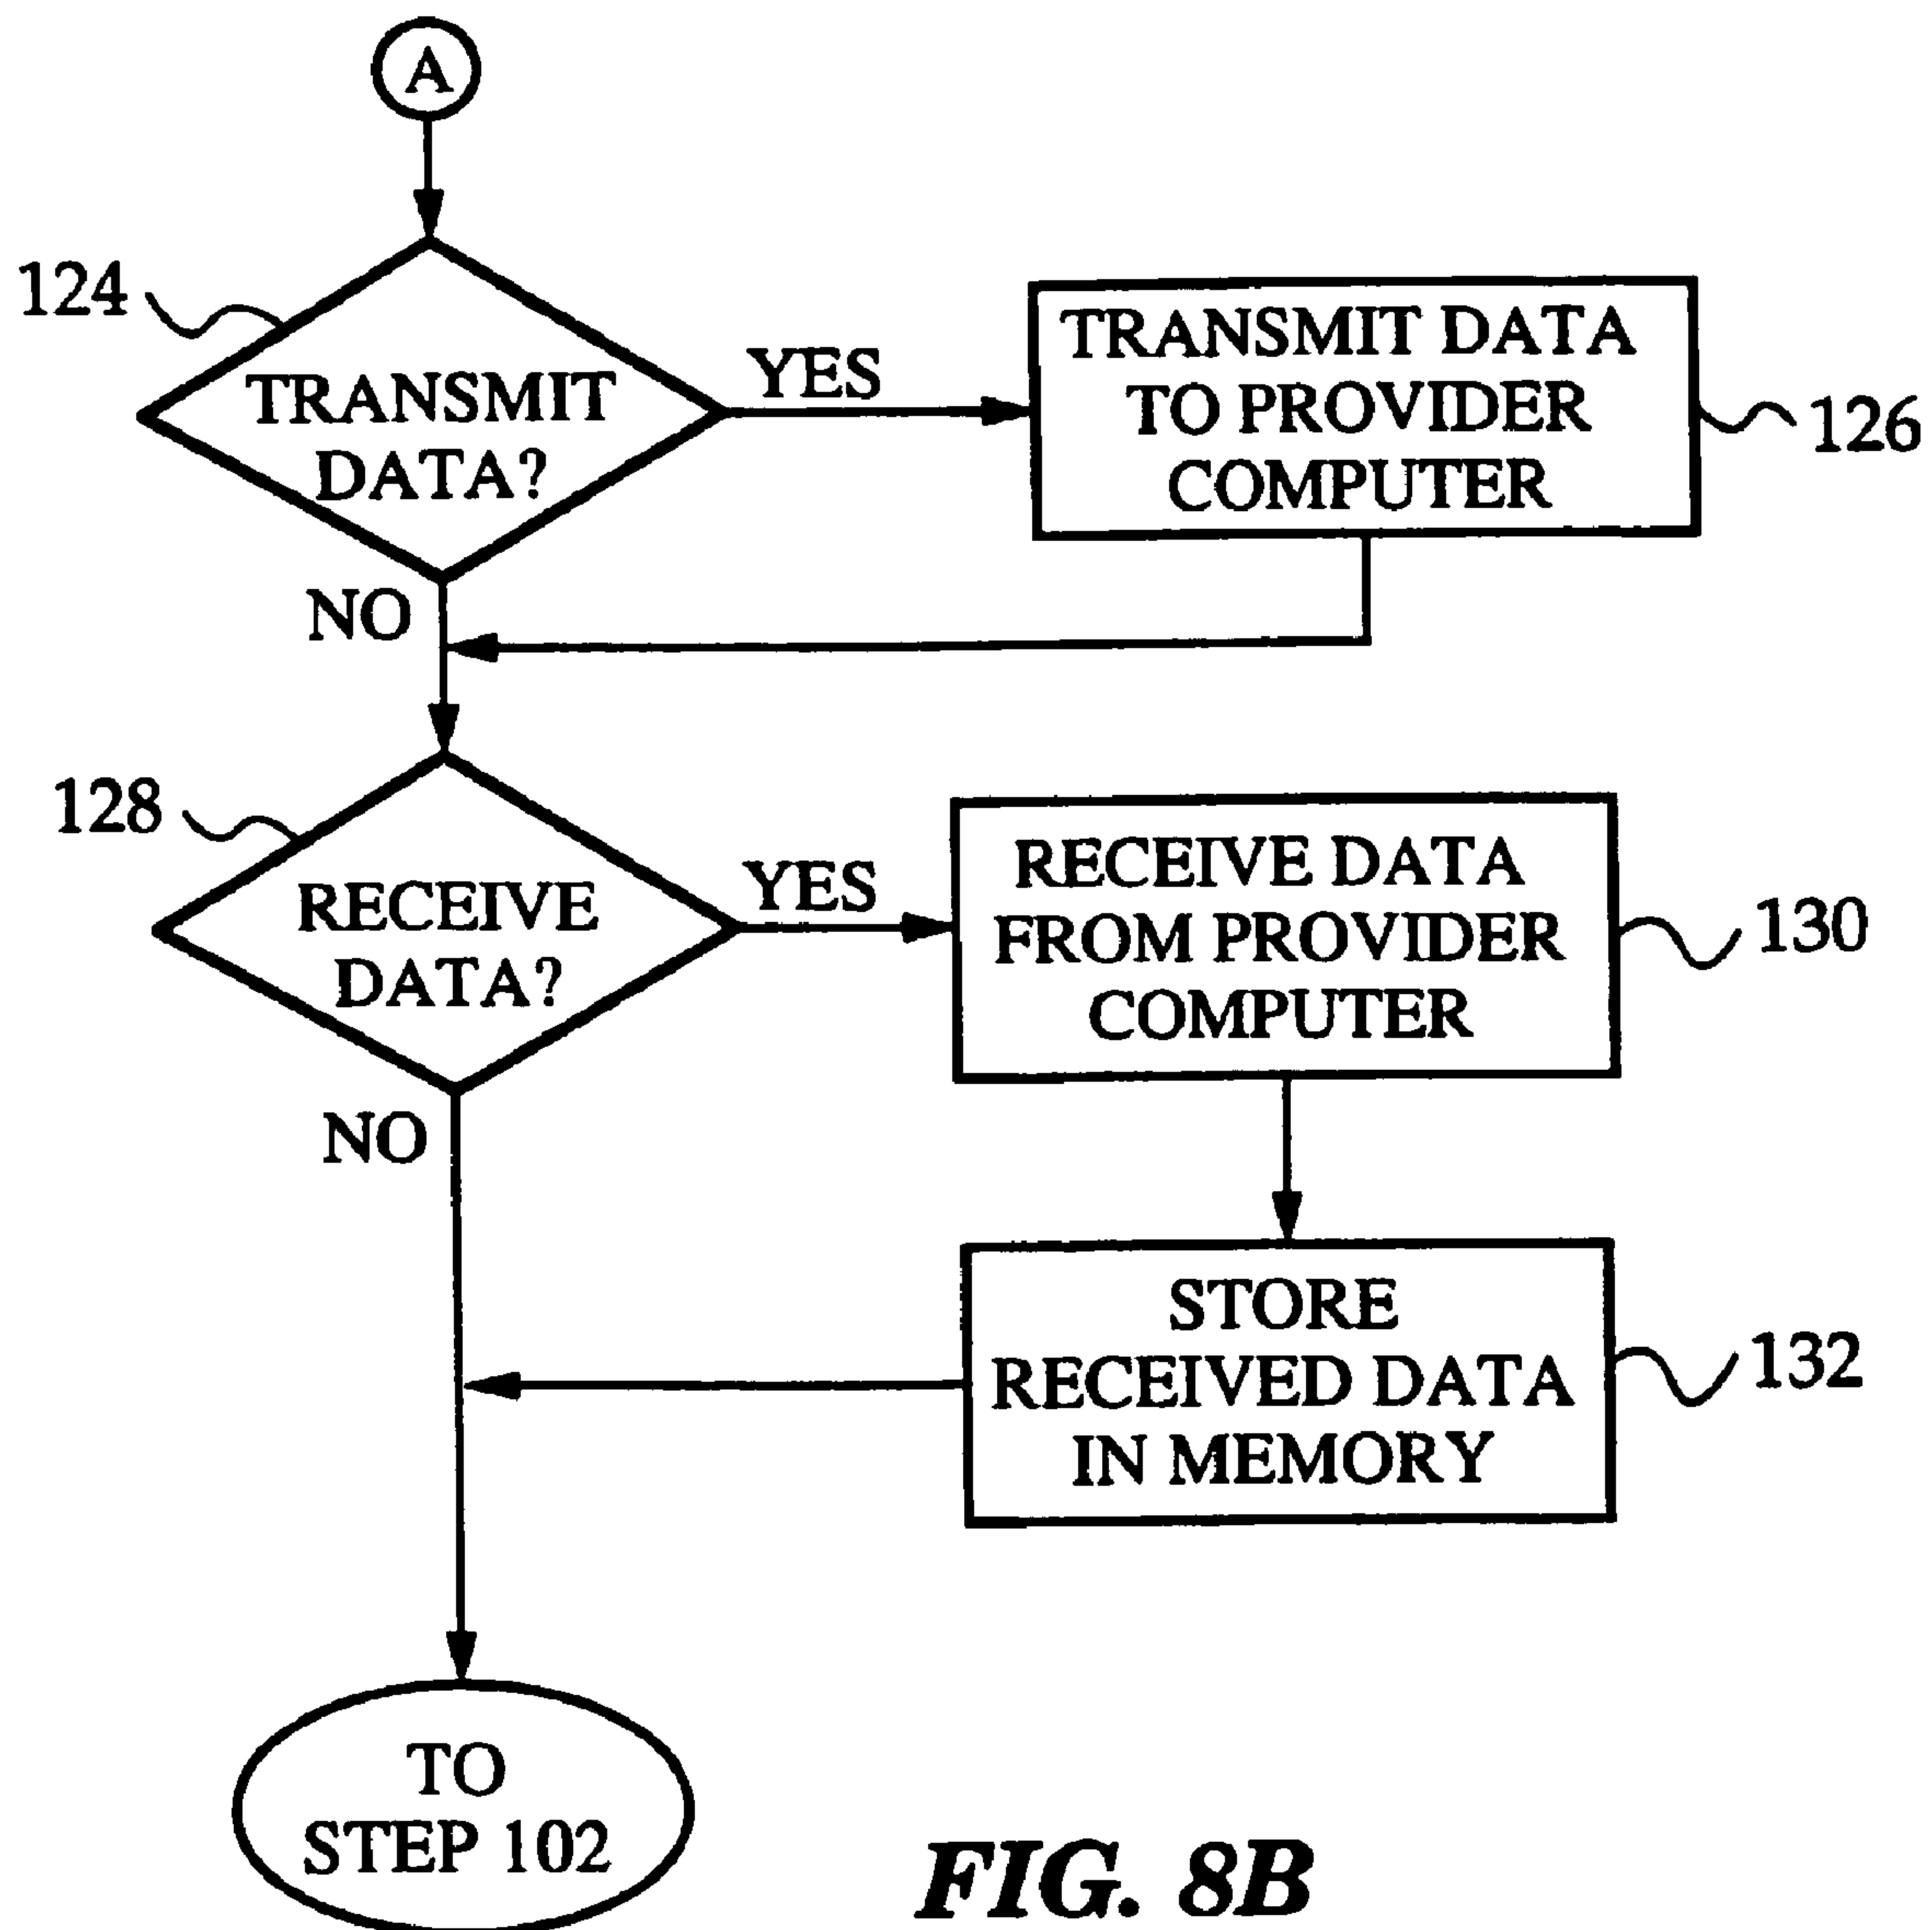 A
124
TRANSMIT
DATA?
YES
TRANSMIT DATA
TO PROVIDER
COMPUTER
126
NO
128
RECEIVE
DATA?
YES
RECEIVE DATA
FROM PROVIDER
COMPUTER
130
NO
STORE
RECEIVED DATA
IN MEMORY
132
TO
STEP 102
FIG. 8B